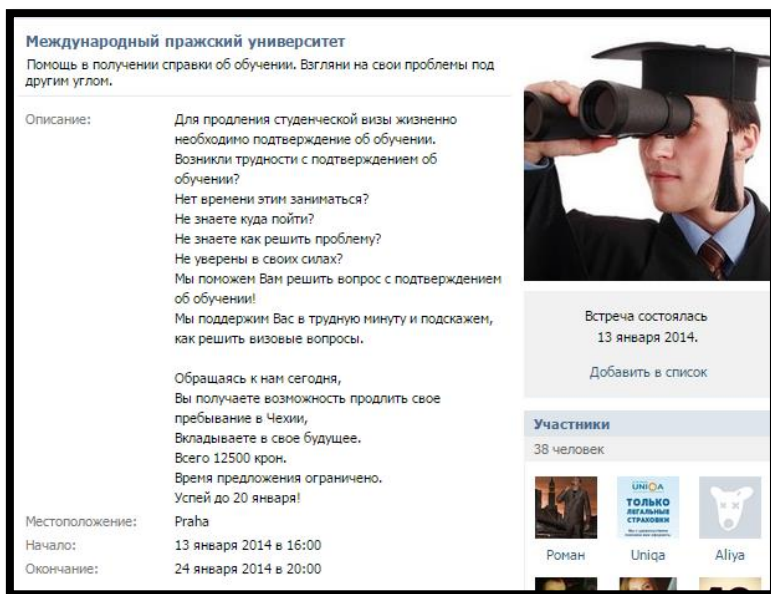 Международный пражский университет
Помощь в получении справки об обучении. Взгляни на свои проблемы под
другим углом.
Описание:
Для продления студенческой визы жизненно
необходимо подтверждение об обучении.
Возникли трудности с подтверждением об
обучении?
Нет времени этим заниматься?
Не знаете куда пойти?
Не знаете как решить проблему?
Не уверены в своих силах?
Мы поможем Вам решить вопрос с подтверждением
об обучении!
Мы поддержим Вас в трудную минуту и подскажем,
как решить визовые вопросы.
Обращаясь к нам сегодня,
Вы получаете возможность продлить свое
пребывание в Чехии,
Вкладываете в свое будущее.
Всего 12500 крон.
Время предложения ограничено.
Успей до 20 января!
Местоположение: Praha
Начало: 13 января 2014 в 16:00
Окончание: 24 января 2014 в 20:00
Встреча состоялась
13 января 2014.
Добавить в список
Участники
38 человек
UNIQA
ТОЛЬКО
ЛЕГАЛЬНЫЕ
СТРАХОВКИ
Роман Uniqa Aliya